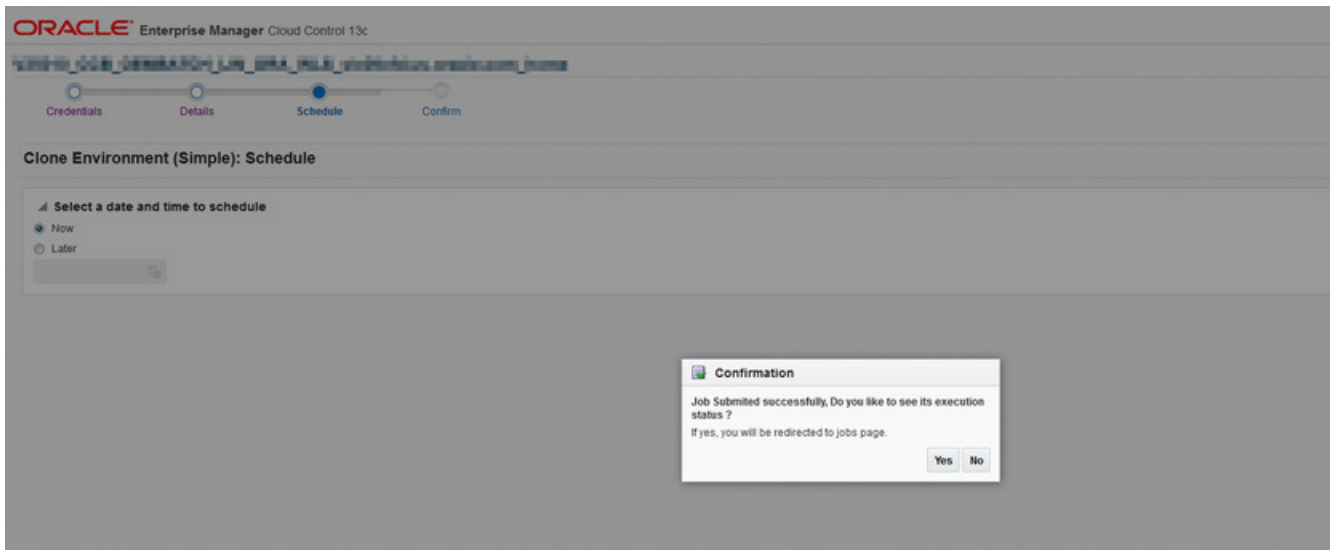 ORACLE® Enterprise Manager Cloud Control 13c
Credentials Details Schedule Confirm
Clone Environment (Simple): Schedule
Select a date and time to schedule
Now
Later
Confirmation
Job Submited successfully, Do you like to see its execution
status ?
If yes, you will be redirected to jobs page.
Yes No